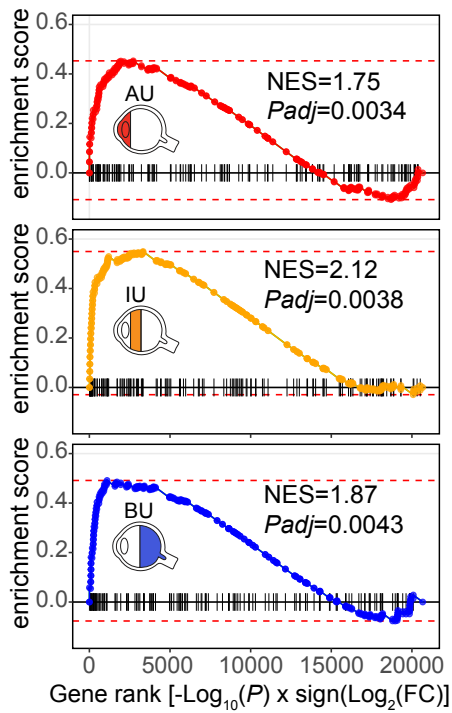 0.6
0.4
0.2
0.0
enrichment score
AU
NES=1.75
Padj=0.0034
0.6
0.4
0.2
0.0
enrichment score
IU
NES=2.12
Padj=0.0038
0.6
0.4
0.2
0.0
enrichment score
BU
NES=1.87
Padj=0.0043
0 5000 10000 15000 20000
Gene rank [-Log₁₀(P) x sign(Log₂(FC)]